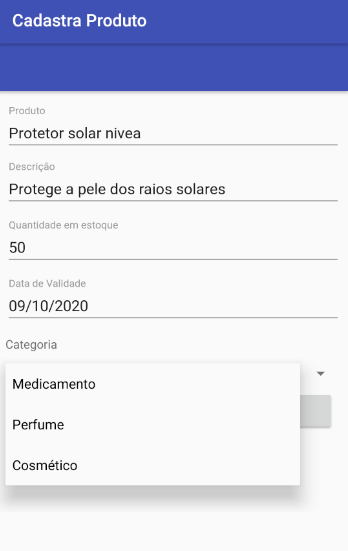 Cadastra Produto
Produto
Protetor solar nivea
Descrição
Protege a pele dos raios solares
Quantidade em estoque
50
Data de Validade
09/10/2020
Categoria
Medicamento
Perfume
Cosmético